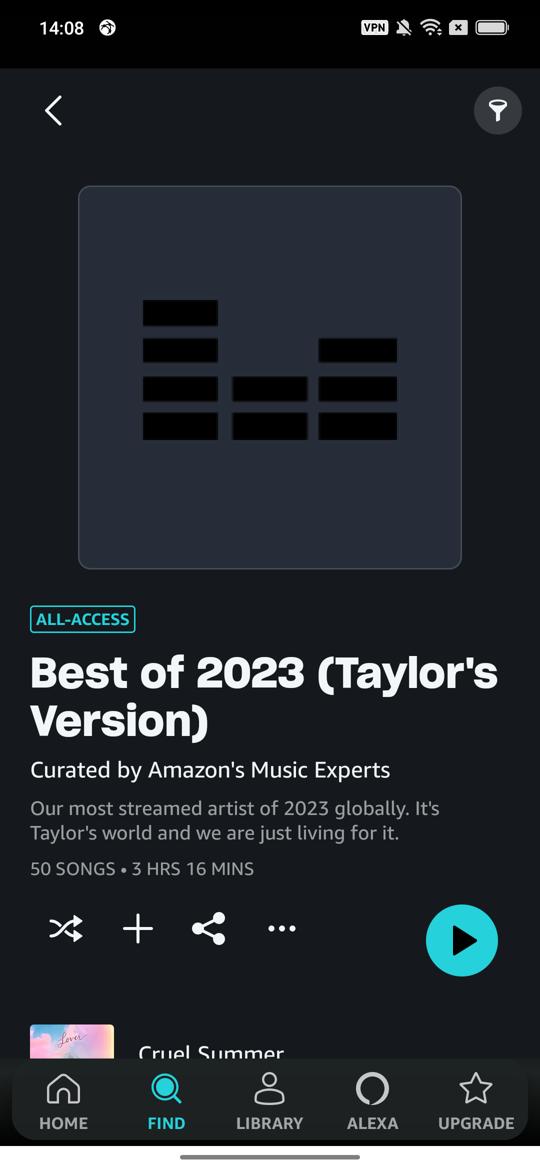 14:08
VPN
ALL-ACCESS
Best of 2023 (Taylor's
Version)
Curated by Amazon's Music Experts
Our most streamed artist of 2023 globally. It's
Taylor's world and we are just living for it.
50 SONGS • 3 HRS 16 MINS
Lover
Cruel Summer
HOME
FIND
LIBRARY
ALEXA
UPGRADE